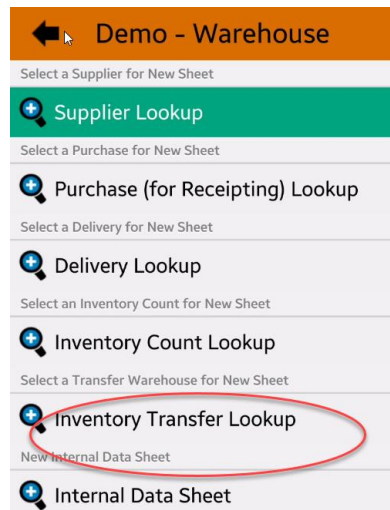 Demo - Warehouse
Select a Supplier for New Sheet
Supplier Lookup
Select a Purchase for New Sheet
Purchase (for Receipting) Lookup
Select a Delivery for New Sheet
Delivery Lookup
Select an Inventory Count for New Sheet
Inventory Count Lookup
Select a Transfer Warehouse for New Sheet
Inventory Transfer Lookup
New Internal Data Sheet
Internal Data Sheet